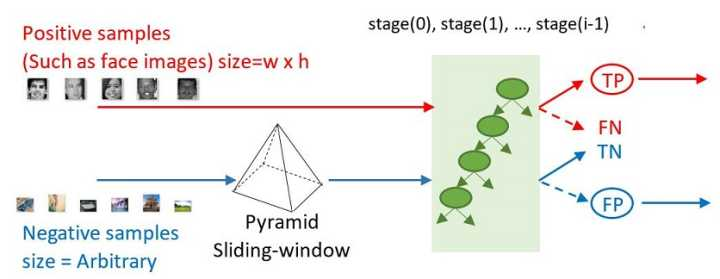 stage(0), stage(1), ..., stage(i-1)
Positive samples
(Such as face images) size=w x h
TP
FN
TN
FP
Pyramid
Sliding-window
Negative samples
size = Arbitrary